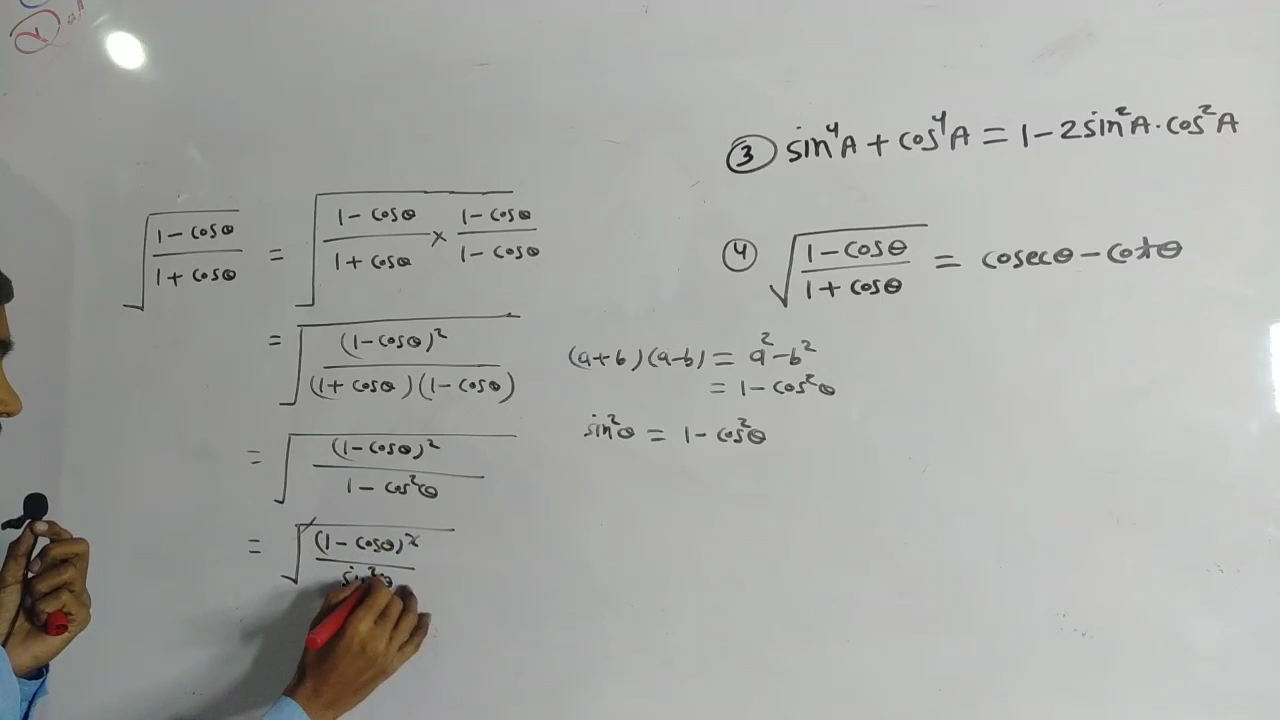 ③ sin⁴A + cos⁴A = 1 - 2sin²A.cos²A
④ √((1 - cosθ)/(1 + cosθ)) = cosecθ - cotθ
√((1 - cosθ)/(1 + cosθ)) = √((1 - cosθ)/(1 + cosθ) × (1 - cosθ)/(1 - cosθ))
= √((1 - cosθ)²/((1 + cosθ)(1 - cosθ)))
(a+b)(a-b) = a² - b²
= 1 - cos²θ
sin²θ = 1 - cos²θ
= √((1 - cosθ)²/(1 - cos²θ))
= √((1 - cosθ)²/(sin²θ))